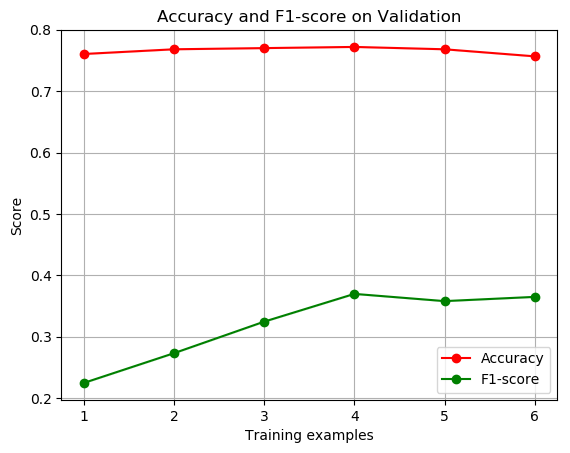 Accuracy and F1-score on Validation
0.8
0.7
0.6
0.5
0.4
0.3
0.2
Score
Accuracy
F1-score
1 2 3 4 5 6
Training examples